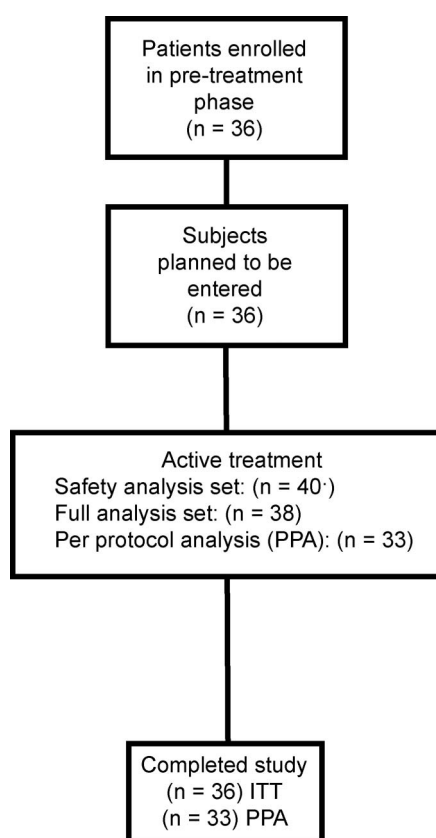 Patients enrolled
in pre-treatment
phase
(n = 36)
Subjects
planned to be
entered
(n = 36)
Active treatment
Safety analysis set: (n = 40·)
Full analysis set: (n = 38)
Per protocol analysis (PPA): (n = 33)
Completed study
(n = 36) ITT
(n = 33) PPA